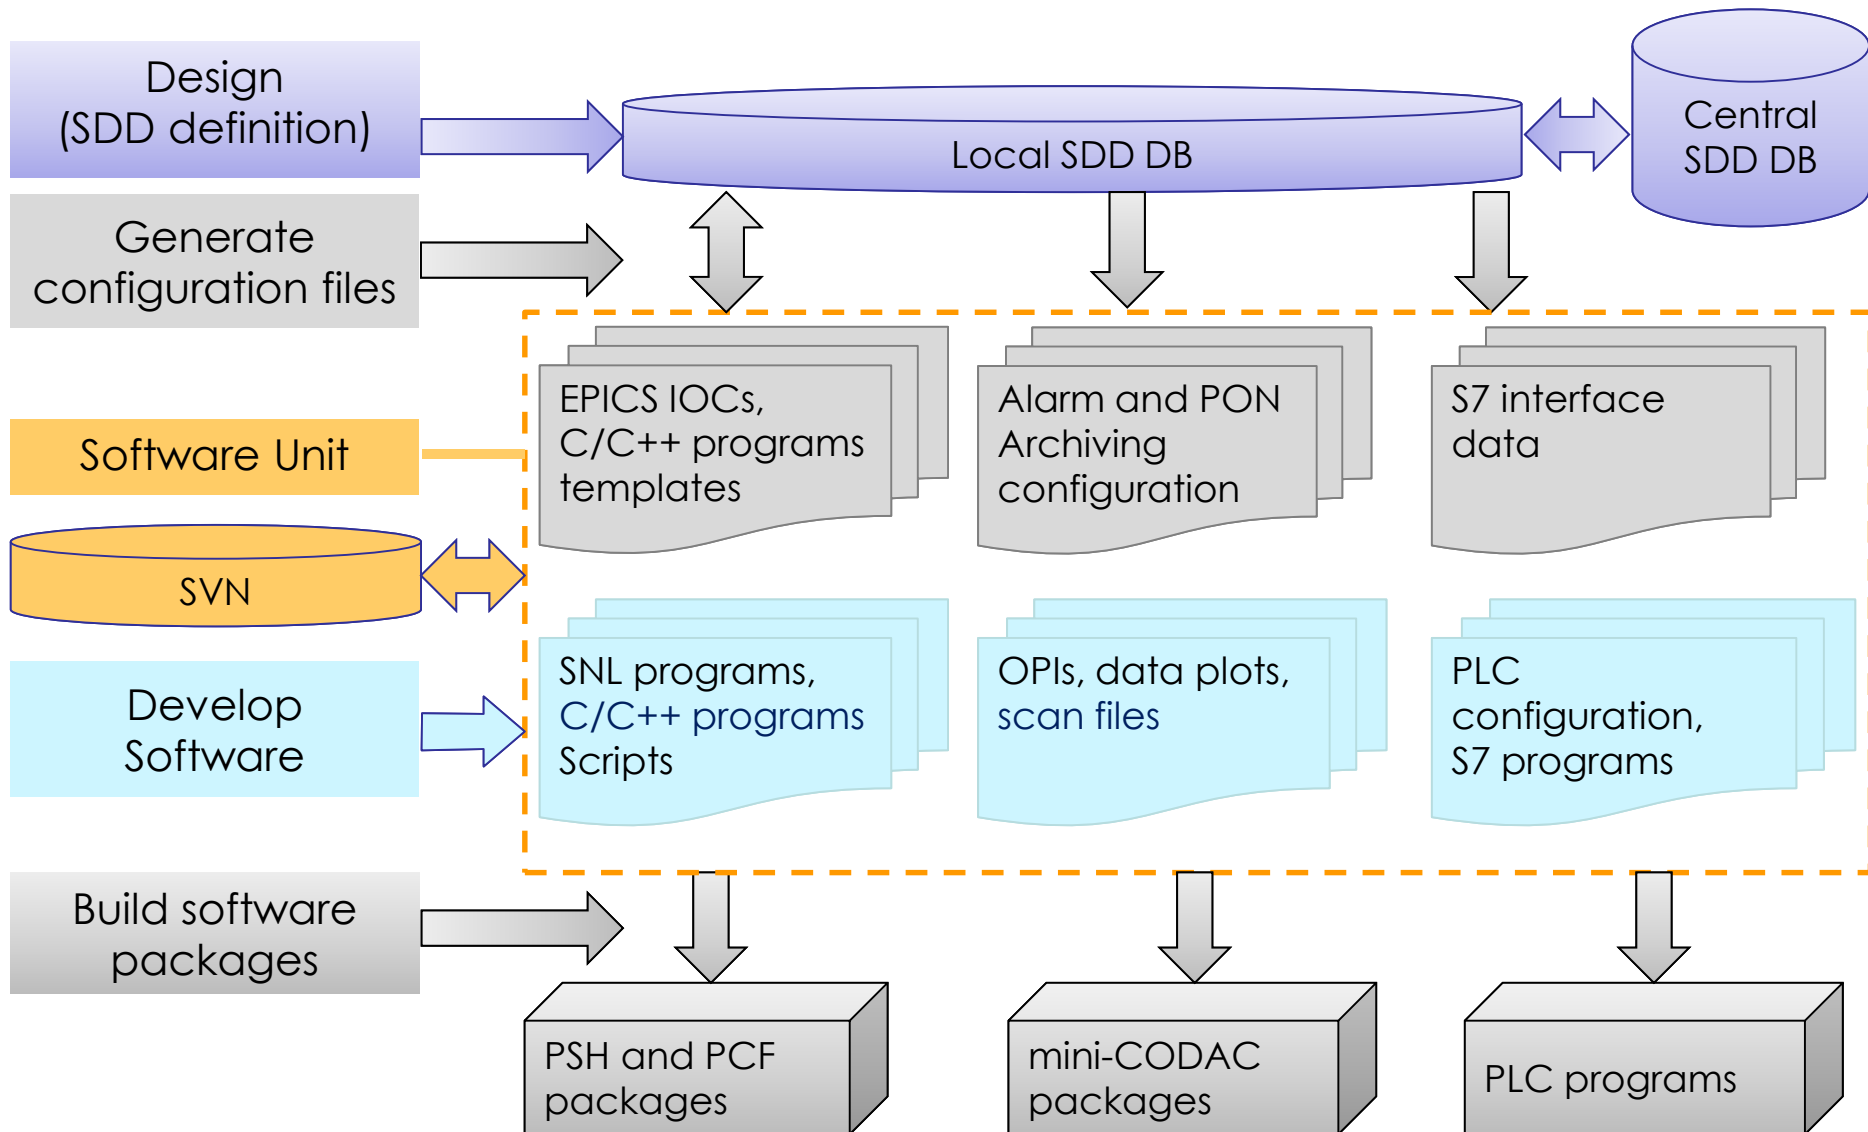 Design
(SDD definition)
Local SDD DB
Central
SDD DB
Generate
configuration files
EPICS IOCs,
C/C++ programs
templates
Alarm and PON
Archiving
configuration
S7 interface
data
Software Unit
SVN
SNL programs,
C/C++ programs
Scripts
OPIs, data plots,
scan files
PLC
configuration,
S7 programs
Develop
Software
Build software
packages
PSH and PCF
packages
mini-CODAC
packages
PLC programs